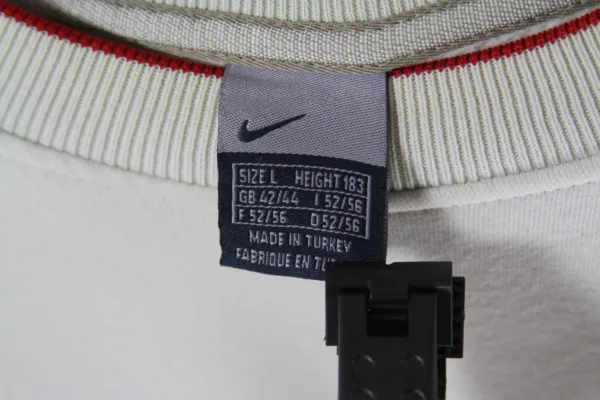 SIZE L HEIGHT 183
GB 42/44 I 52/56
F 52/56 D 52/56
MADE IN TURKEY
FABRIQUE EN